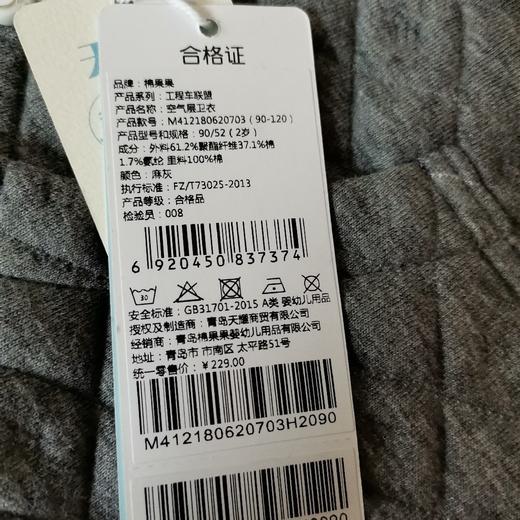 合格证
品牌：棉果果
产品系列：工程车联盟
产品名称：空气层卫衣
产品款号：M412180620703（90-120）
产品型号和规格：90/52（2岁）
成分：外料61.2%聚酯纤维37.1%棉
1.7%氨纶 里料100%棉
颜色：麻灰
执行标准：FZ/T73025-2013
产品等级：合格品
检验员：008
6 920450 837374
30
安全标准：GB31701-2015 A类 婴幼儿用品
授权及制造商：青岛天耀商贸有限公司
经销商：青岛棉果果婴幼儿用品有限公司
地址：青岛市 市南区 太平路51号
统一零售价：￥229.00
M412180620703H2090